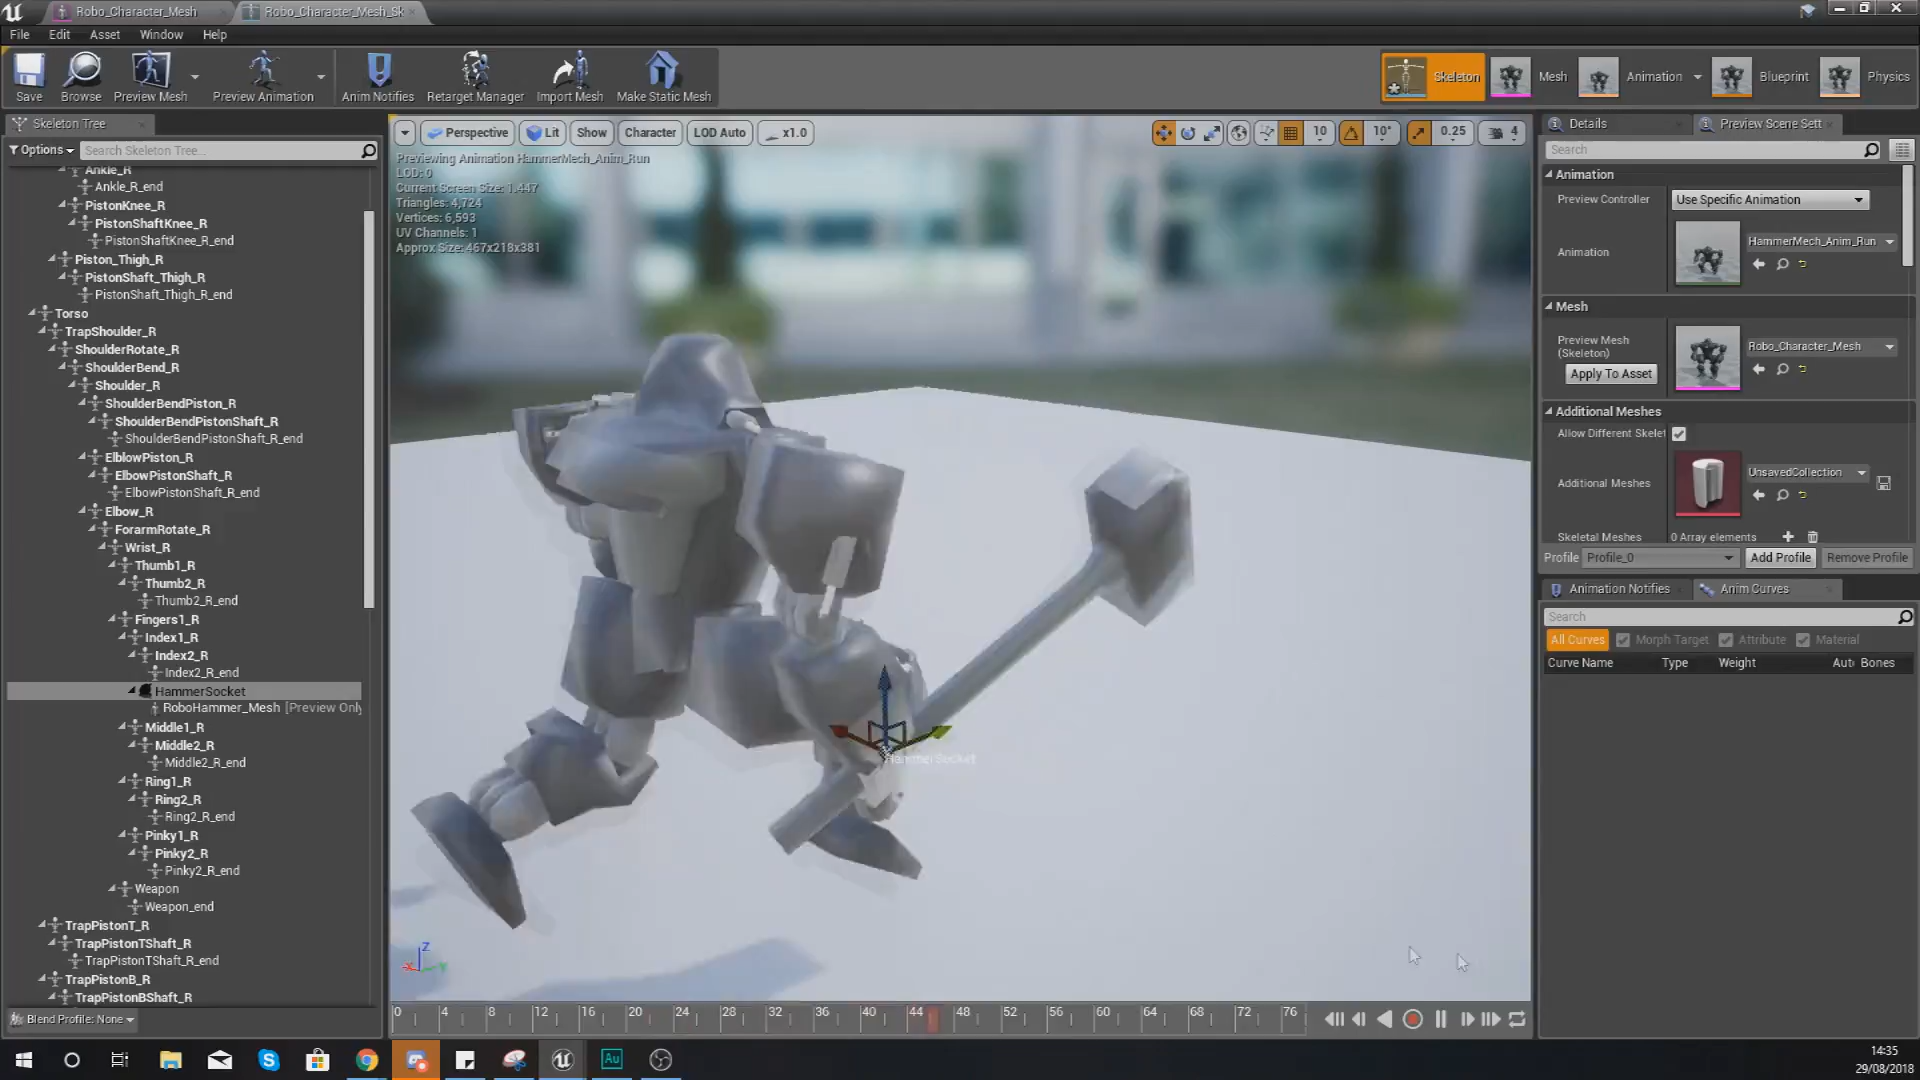 Robo_Character_Mesh
Robo_Character_Mesh_Sk
File Edit Asset Window Help
Save Browse Preview Mesh Preview Animation Anim Notifies Retarget Manager Import Mesh Make Static Mesh
Skeleton Mesh Animation Blueprint Physics
Skeleton Tree
Options Search Skeleton Tree...
Ankle_R
Ankle_R_end
PistonKnee_R
PistonShaftKnee_R
PistonShaftKnee_R_end
Piston_Thigh_R
PistonShaft_Thigh_R
PistonShaft_Thigh_R_end
Torso
TrapShoulder_R
ShoulderRotate_R
ShoulderBend_R
Shoulder_R
ShoulderBendPiston_R
ShoulderBendPistonShaft_R
ShoulderBendPistonShaft_R_end
ElblowPiston_R
ElbowPistonShaft_R
ElbowPistonShaft_R_end
Elbow_R
ForarmRotate_R
Wrist_R
Thumb1_R
Thumb2_R
Thumb2_R_end
Fingers1_R
Index1_R
Index2_R
Index2_R_end
HammerSocket
RoboHammer_Mesh [Preview Only
Middle1_R
Middle2_R
Middle2_R_end
Ring1_R
Ring2_R
Ring2_R_end
Pinky1_R
Pinky2_R
Pinky2_R_end
Weapon
Weapon_end
TrapPistonT_R
TrapPistonTShaft_R
TrapPistonTShaft_R_end
TrapPistonB_R
TrapPistonBShaft_R
Blend Profile: None
Perspective Lit Show Character LOD Auto x1.0
10 10° 0.25 4
Previewing Animation HammerMech_Anim_Run
LOD: 0
Current Screen Size: 1.447
Triangles: 4,724
Vertices: 6,593
UV Channels: 1
Approx Size: 467x218x381
HammerSocket
Z
X Y
0 4 8 12 16 20 24 28 32 36 40 44 48 52 56 60 64 68 72 76
Details Preview Scene Sett
Search
Animation
Preview Controller Use Specific Animation
Animation HammerMech_Anim_Run
Mesh
Preview Mesh
(Skeleton)
Apply To Asset
Robo_Character_Mesh
Additional Meshes
Allow Different Skelet
Additional Meshes UnsavedCollection
Skeletal Meshes 0 Array elements
Profile Profile_0 Add Profile Remove Profile
Animation Notifies Anim Curves
Search
All Curves Morph Target Attribute Material
Curve Name Type Weight Aut Bones
Au
14:35
29/08/2018